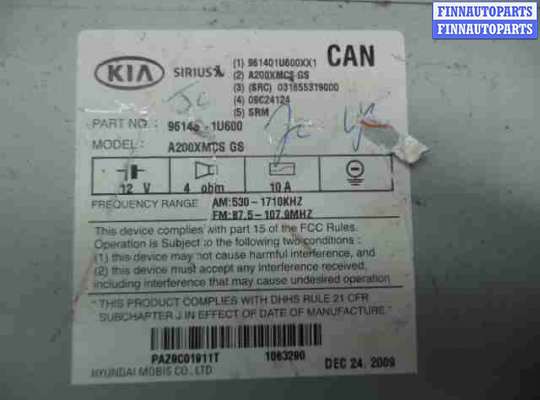 FINNAUTOPARTS
FINNAUTOPARTS
KIA SIRIUS
(1) 961401U600XX1
(2) A200XMCS GS
(3) (SRC) 031655319000
(4) 09C24124
(5) SRM
CAN
PART NO. : 96140 - 1U600
MODEL : A200XMCS GS
12 V 4 ohm 10 A
FREQUENCY RANGE AM:530 - 1710KHZ
FM:87.5- 107.9MHZ
This device complies with part 15 of the FCC Rules.
Operation is Subject to the following two conditions :
(1) this device may not cause harmful interference, and
(2) this device must accept any interference received,
including interference that may cause undesired operation
" THIS PRODUCT COMPLIES WITH DHHS RULE 21 CFR
SUBCHAPTER J IN EFFECT OF DATE OF MANUFACTURE. "
PA29C01911T 1063290
HYUNDAI MOBIS CO., LTD DEC 24, 2009